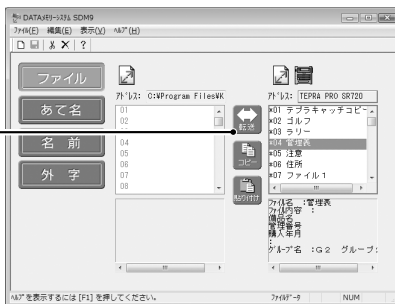 DATAﾒﾓﾘｰｼｽﾃﾑ SDM9
ﾌｧｲﾙ(F) 編集(E) 表示(V) ﾍﾙﾌﾟ(H)
ファイル
あて名
名 前
外 字
ｱﾄﾞﾚｽ: C:¥Program Files¥K
01
02
03
04
05
06
07
08
転送
コピー
貼り付け
ｱﾄﾞﾚｽ: TEPRA PRO SR720
*01 テプラキャッチコピー
*02 ゴルフ
*03 ラリー
*04 管理表
*05 注意
*06 住所
*07 ファイル1
ﾌｧｲﾙ名 :管理表
ﾌｧｲﾙ内容 :
備品名
管理番号
購入年月
:
ｸﾞﾙｰﾌﾟ名 :G2 グループ:
ﾍﾙﾌﾟを表示するには [F1] を押してください。
ﾌｧｲﾙﾃﾞｰﾀ
NUM